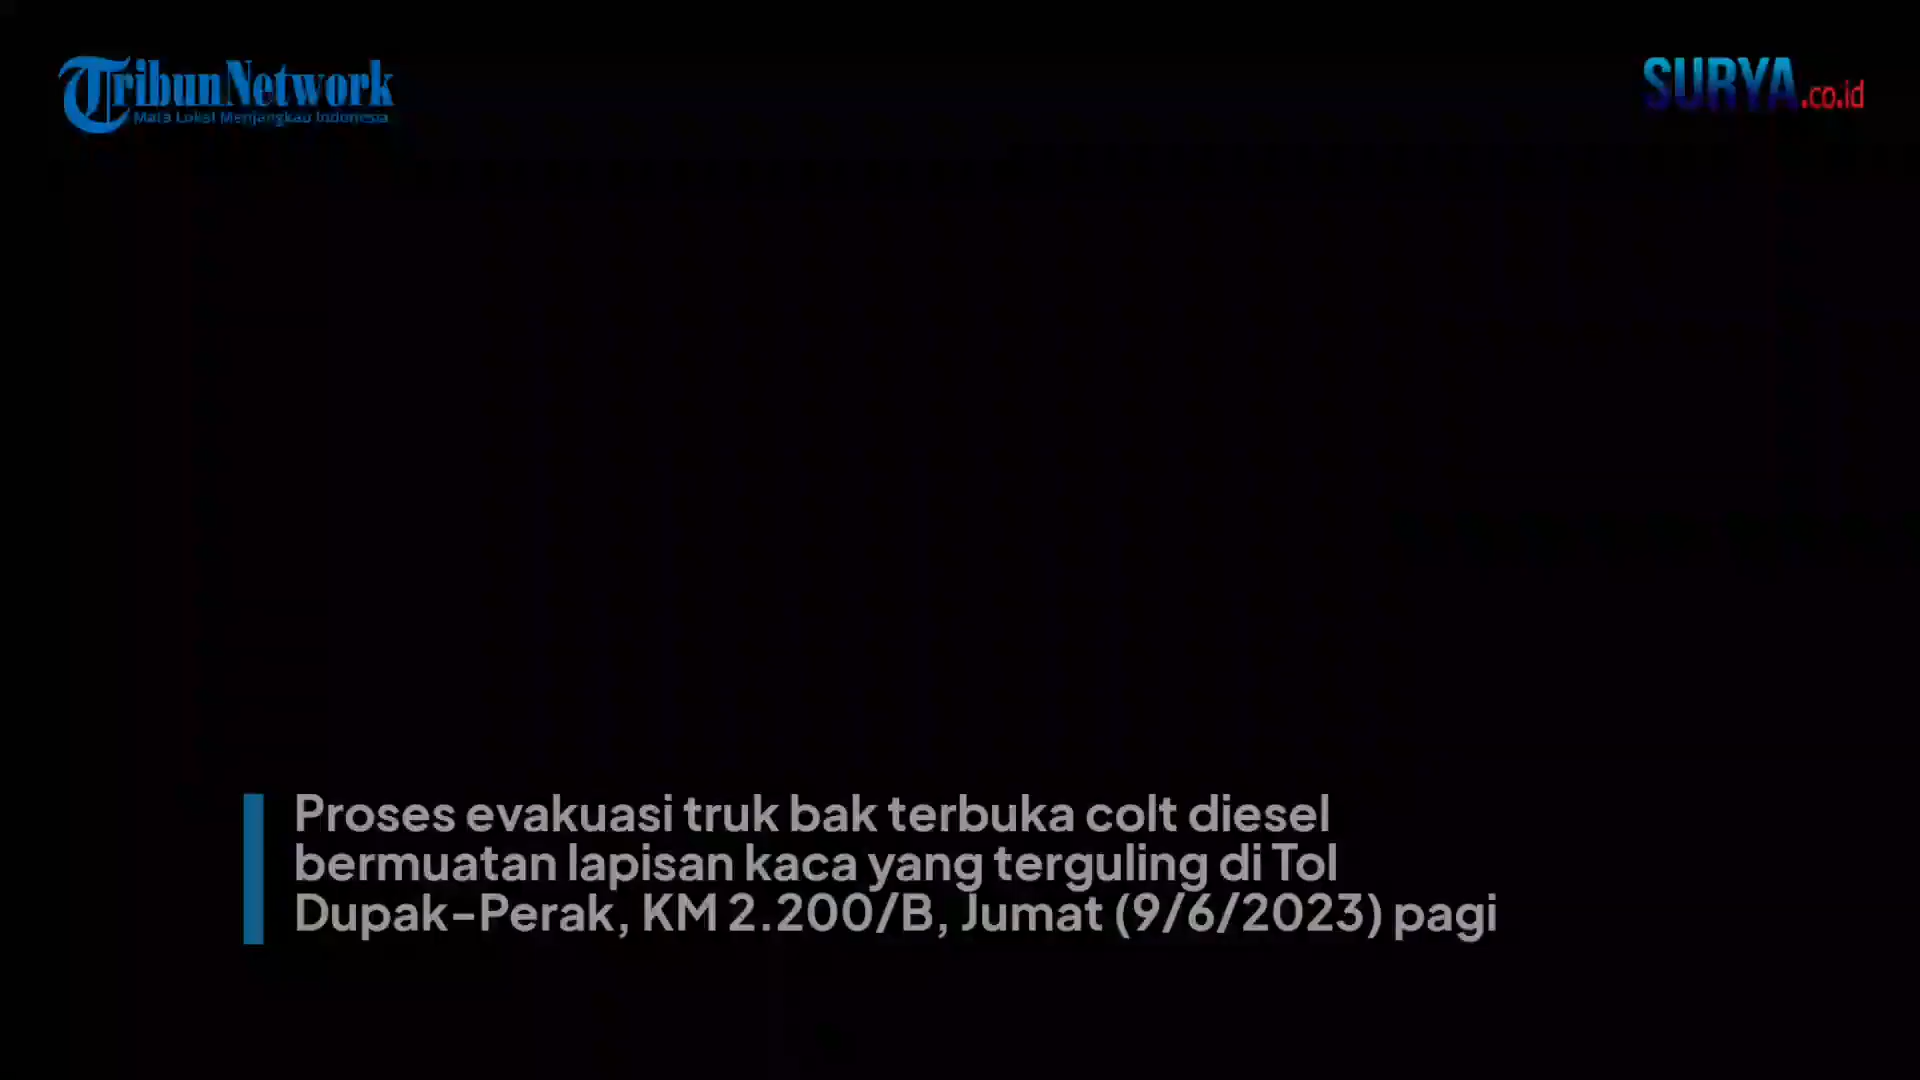 TribunNetwork
Mata Lokal Menjangkau Indonesia
SURYA.co.id
Proses evakuasi truk bak terbuka colt diesel
bermuatan lapisan kaca yang terguling di Tol
Dupak-Perak, KM 2.200/B, Jumat (9/6/2023) pagi